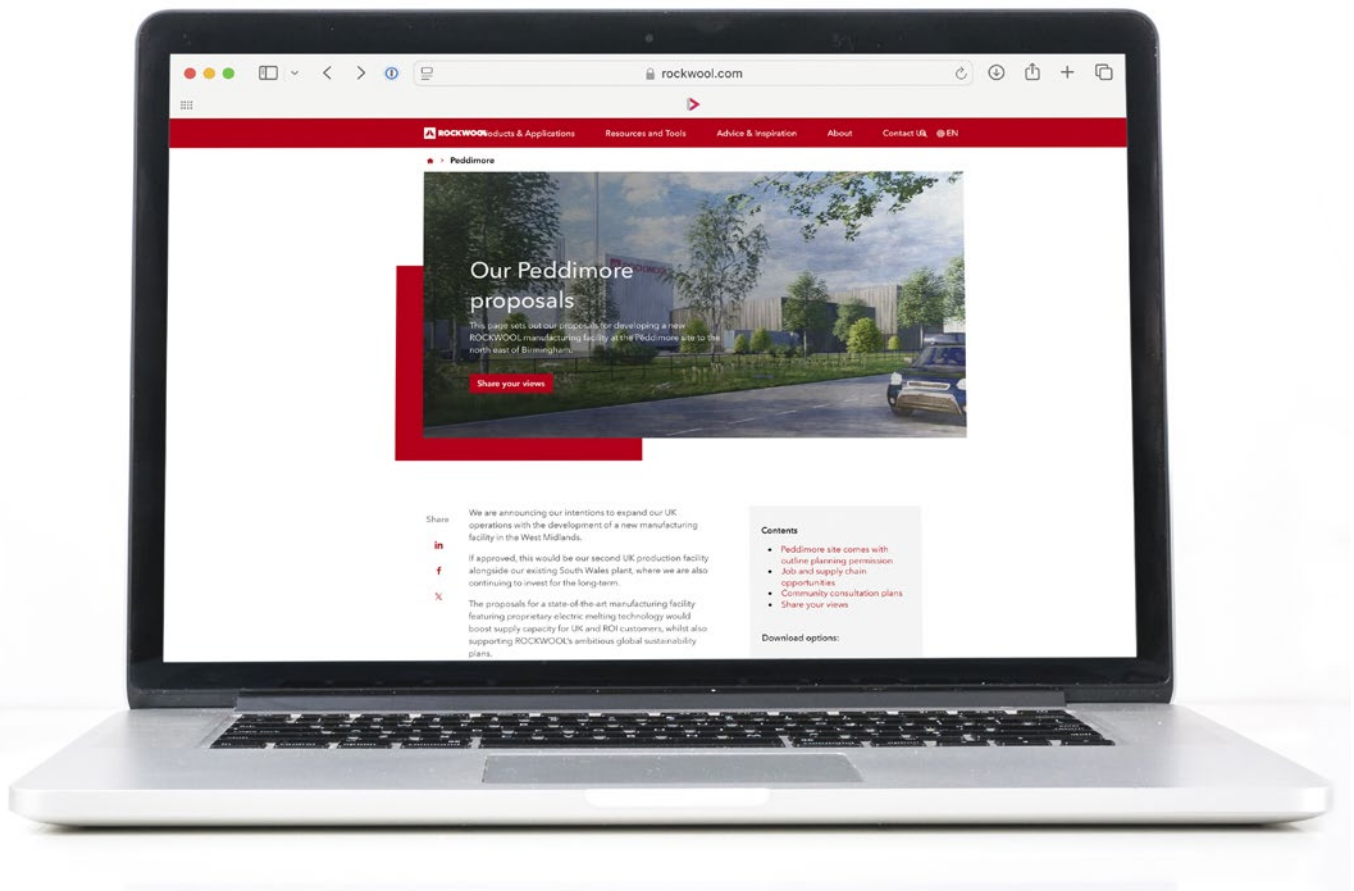 rockwool.com
ROCKWOOL
Products & Applications
Resources and Tools
Advice & Inspiration
About
Contact Us
EN
Peddimore
ROCKWOOL
Our Peddimore
proposals
This page sets out our proposals for developing a new
ROCKWOOL manufacturing facility at the Peddimore site to the
north east of Birmingham.
Share your views
Share
We are announcing our intentions to expand our UK
operations with the development of a new manufacturing
facility in the West Midlands.
If approved, this would be our second UK production facility
alongside our existing South Wales plant, where we are also
continuing to invest for the long-term.
The proposals for a state-of-the-art manufacturing facility
featuring proprietary electric melting technology would
boost supply capacity for UK and ROI customers, whilst also
supporting ROCKWOOL's ambitious global sustainability
plans.
Contents
Peddimore site comes with
outline planning permission
Job and supply chain
opportunities
Community consultation plans
Share your views
Download options: